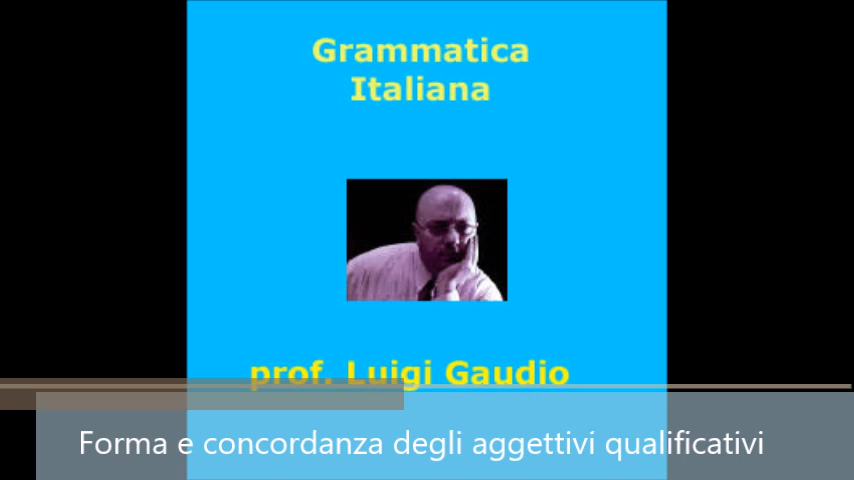 Grammatica
Italiana
prof. Luigi Gaudio
Forma e concordanza degli aggettivi qualificativi